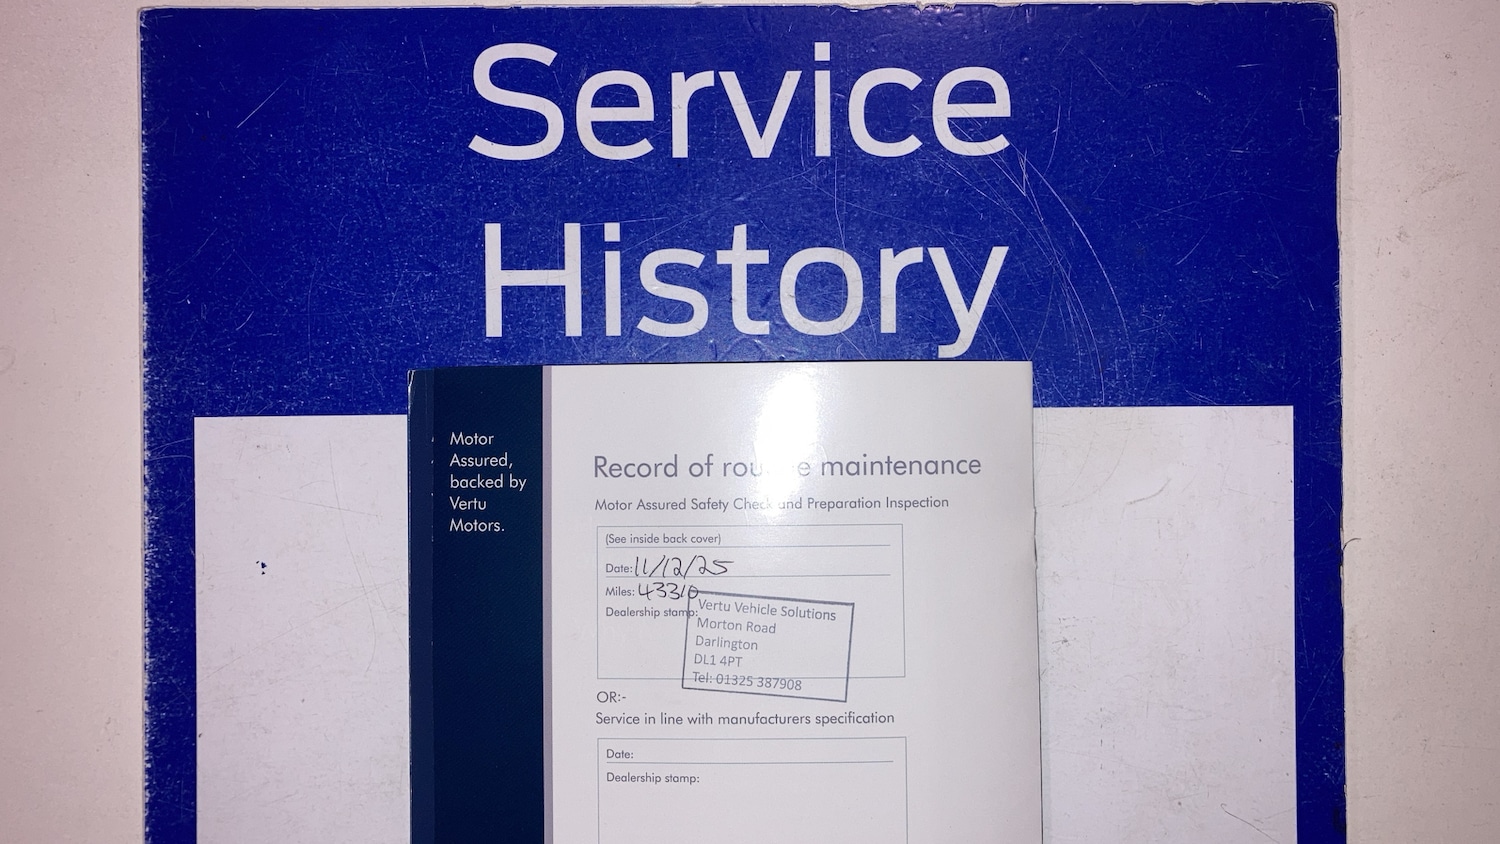 Service
History
Motor
Assured,
backed by
Vertu
Motors.
Record of routine maintenance
Motor Assured Safety Check and Preparation Inspection
(See inside back cover)
Date: 11/12/25
Miles: 43310
Dealership stamp:
Vertu Vehicle Solutions
Morton Road
Darlington
DL1 4PT
Tel: 01325 387908
OR:-
Service in line with manufacturers specification
Date:
Dealership stamp: